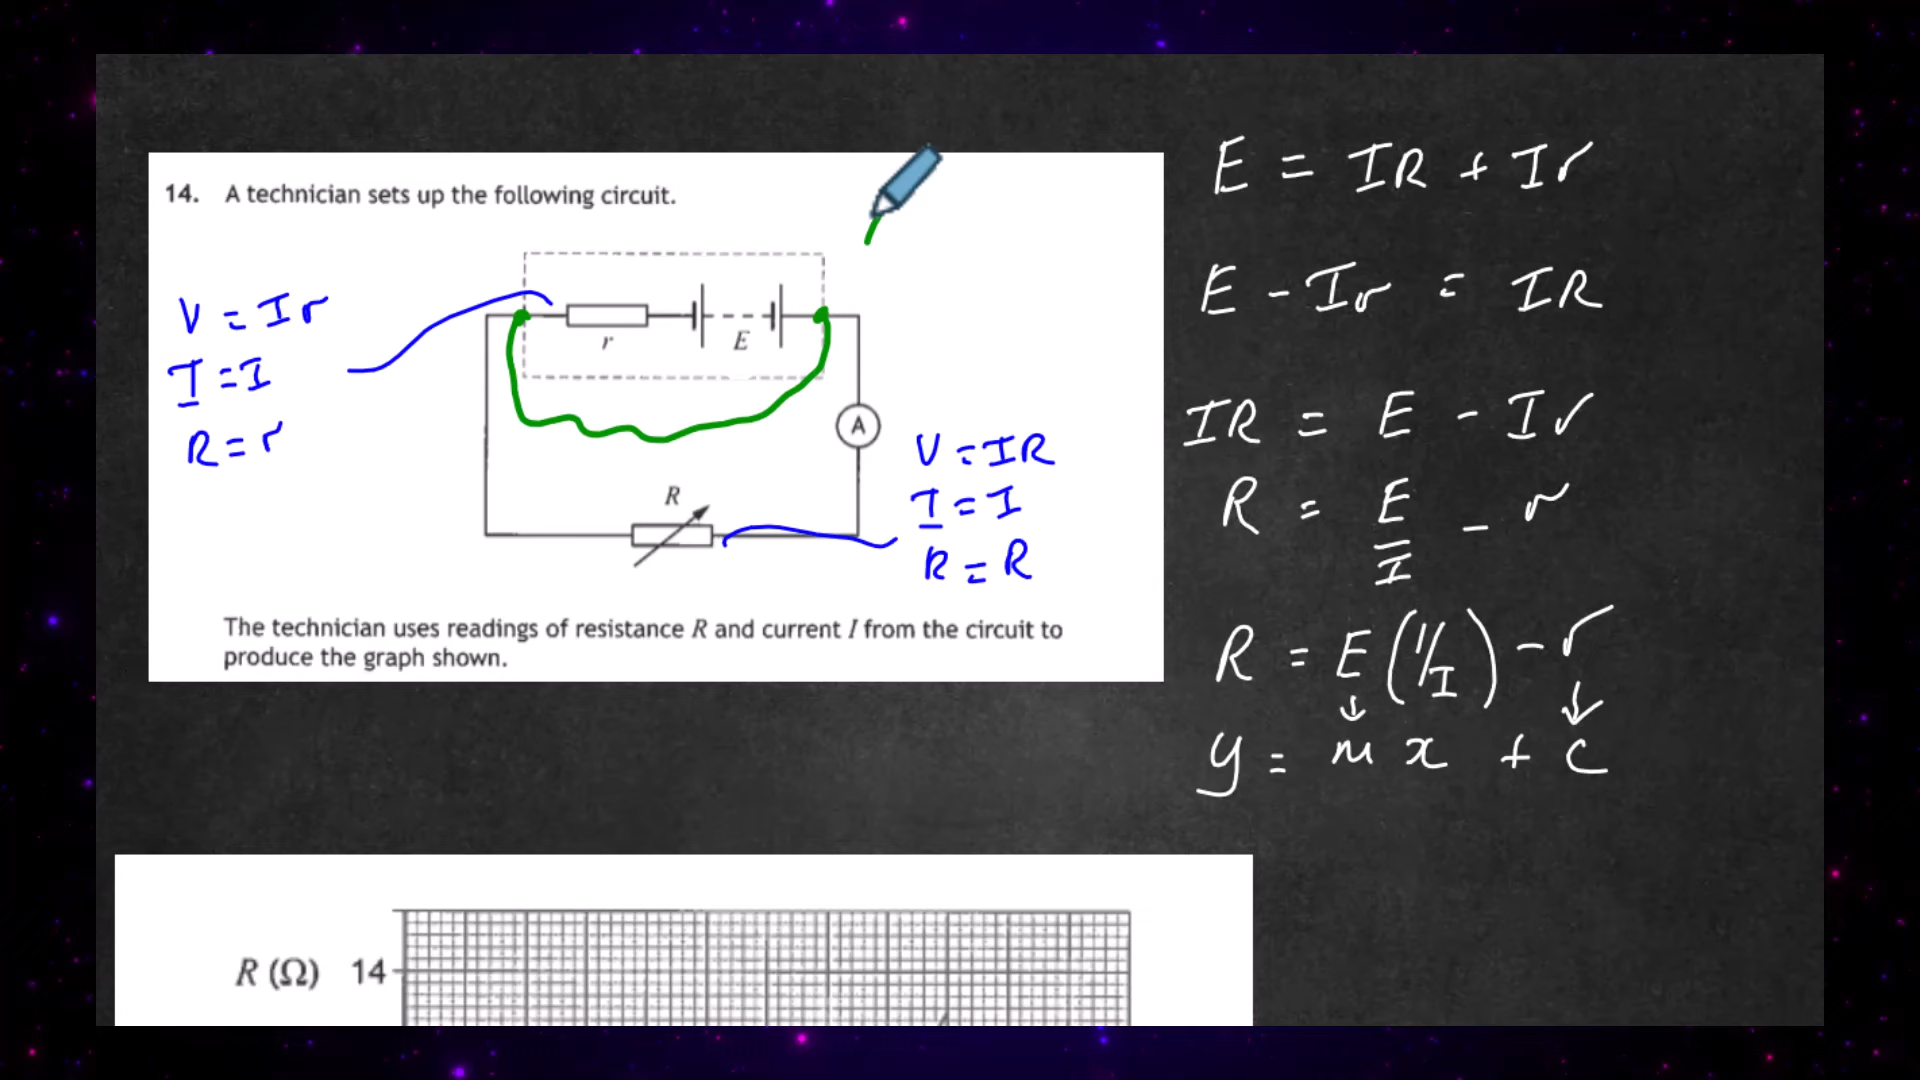 14. A technician sets up the following circuit.
V = Ir
I = I
R = r
r
E
A
R
V = IR
I = I
R = R
The technician uses readings of resistance R and current I from the circuit to
produce the graph shown.
R (Ω) 14
E = IR + Ir
E - Ir = IR
IR = E - Ir
R = E/I - r
R = E (1/I) - r
↓ ↓
y = m x + c